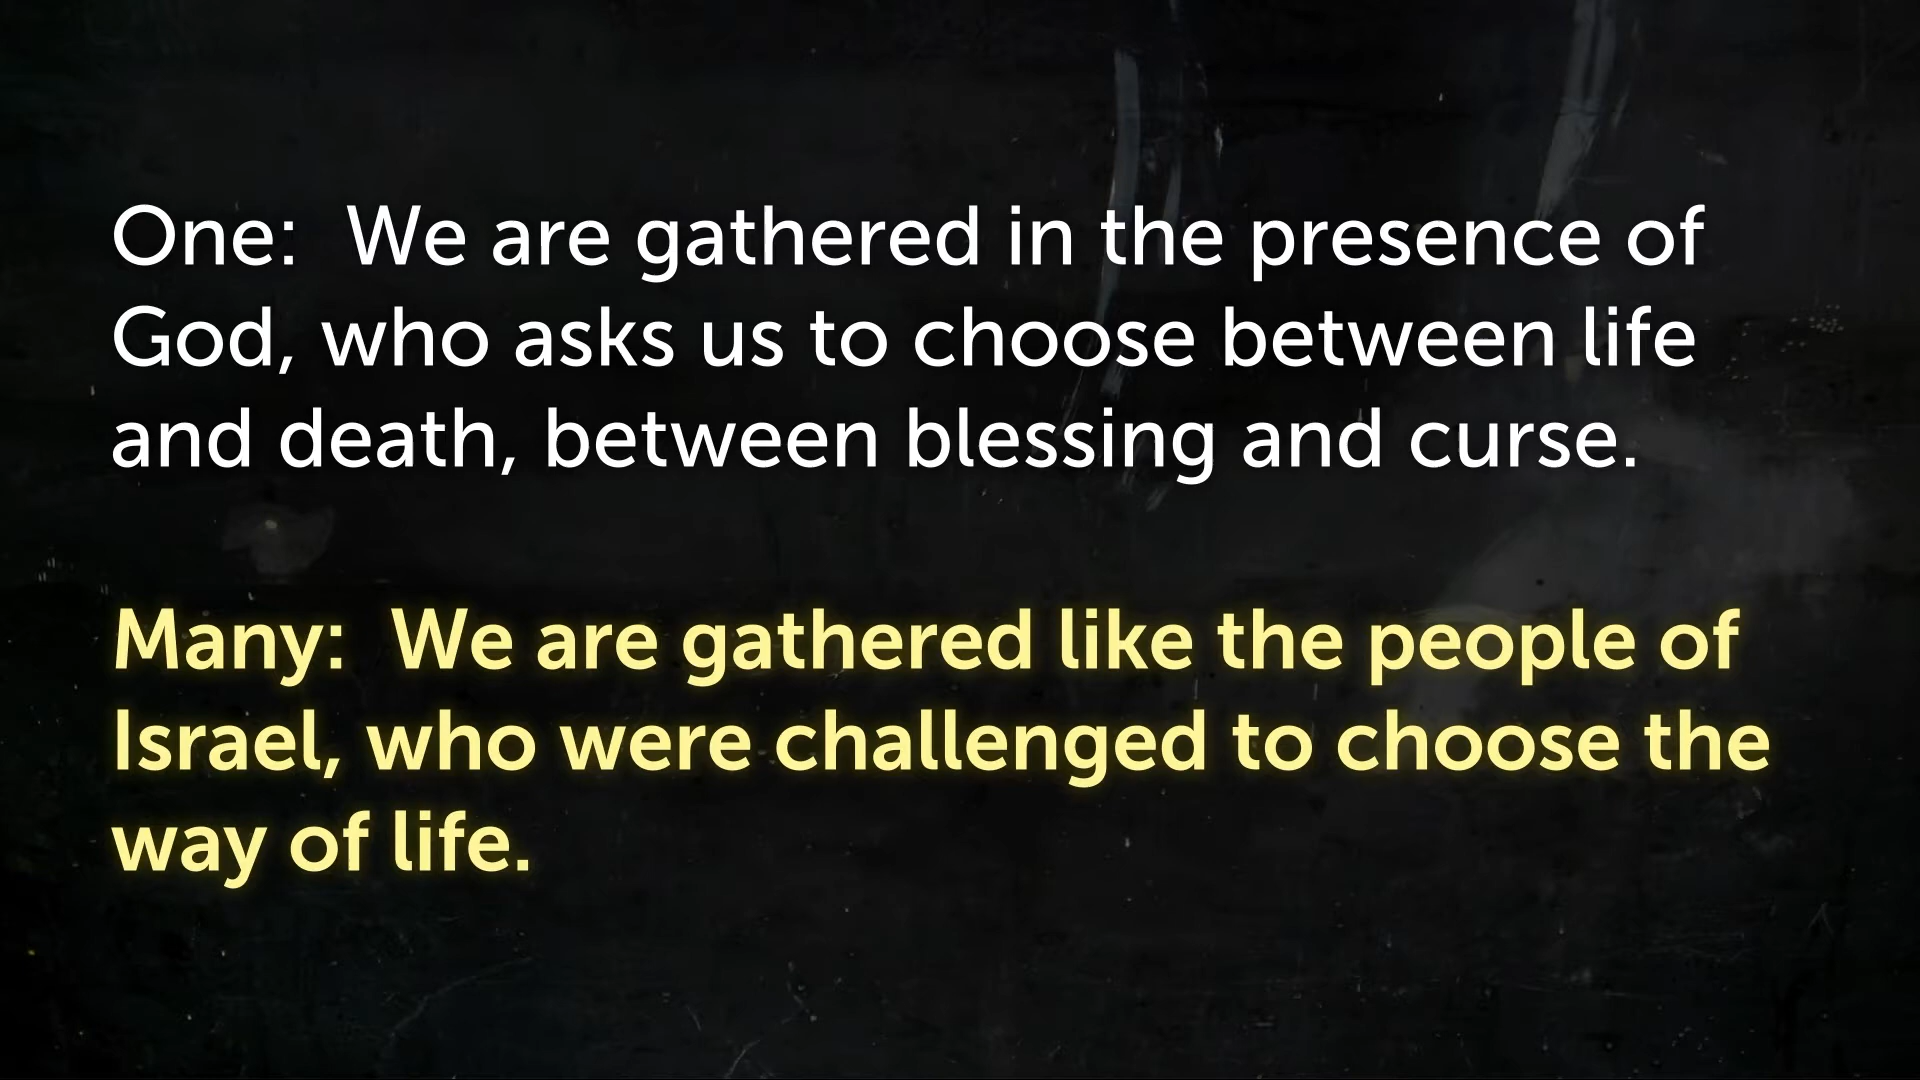 One:  We are gathered in the presence of
God, who asks us to choose between life
and death, between blessing and curse.
Many:  We are gathered like the people of
Israel, who were challenged to choose the
way of life.